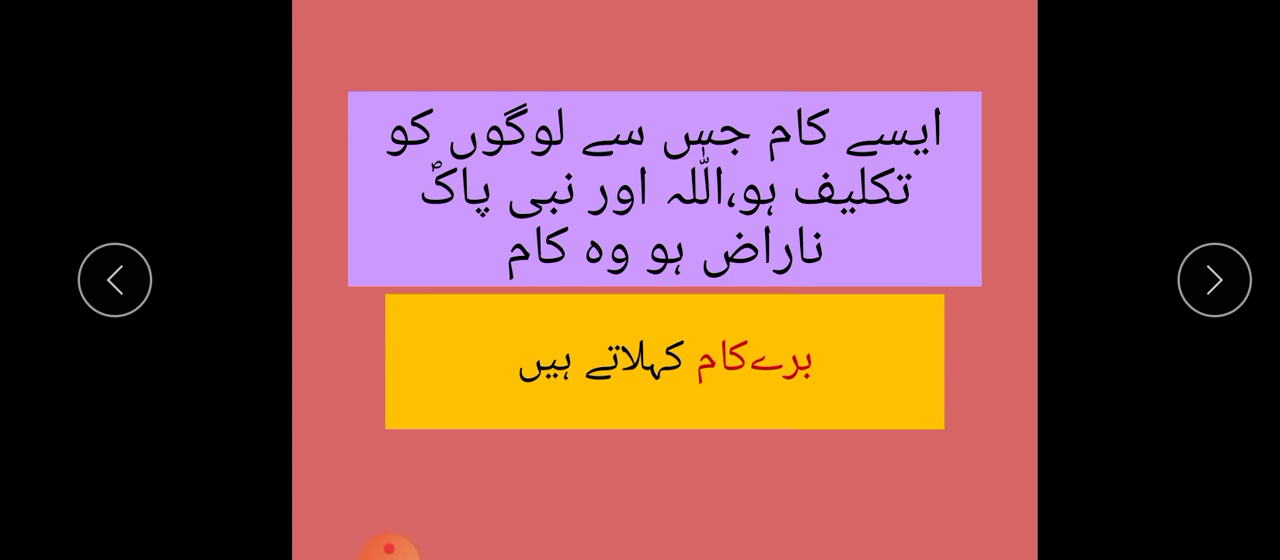 ایسے کام جس سے لوگوں کو
تکلیف ہو،اللّٰلہ اور نبی پاکؐ
ناراض ہو وہ کام
برےکام کہلاتے ہیں